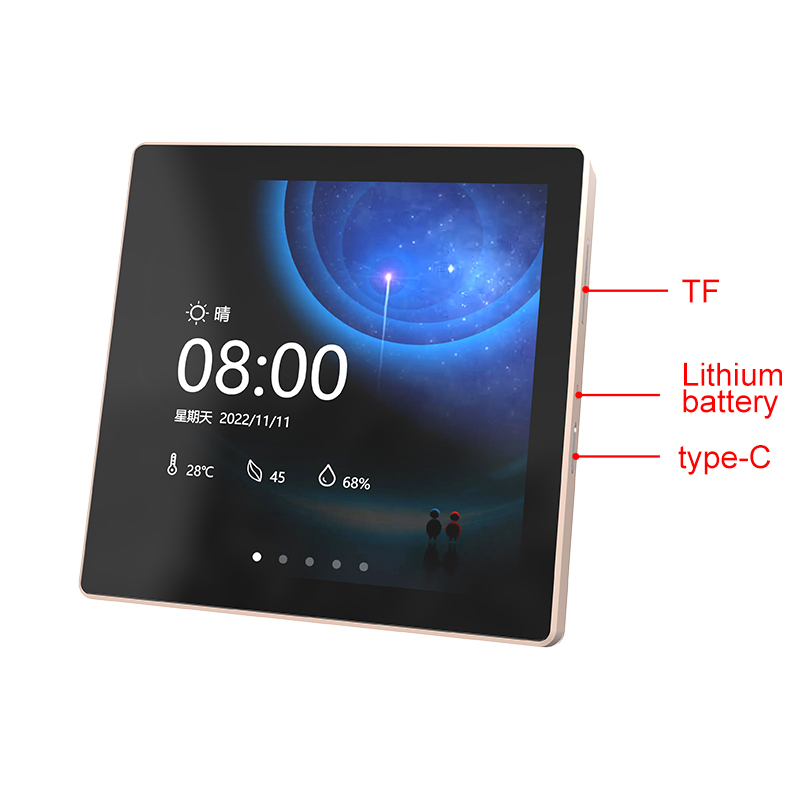 晴
08:00
星期天 2022/11/11
28℃ 45 68%
TF
Lithium
battery
type-C